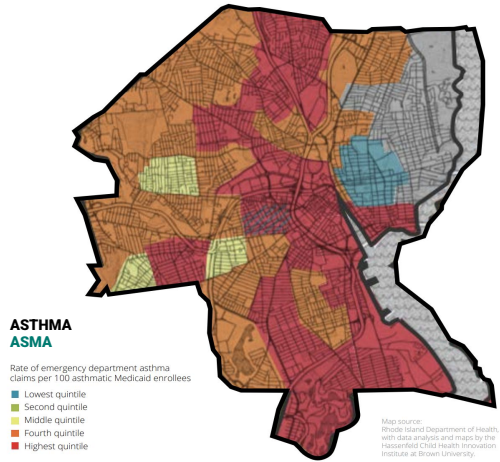 ASTHMA
ASMA
Rate of emergency department asthma
claims per 100 asthmatic Medicaid enrollees
Lowest quintile
Second quintile
Middle quintile
Fourth quintile
Highest quintile
Map source:
Rhode Island Department of Health,
with data analysis and maps by the
Hassenfeld Child Health Innovation
Institute at Brown University.